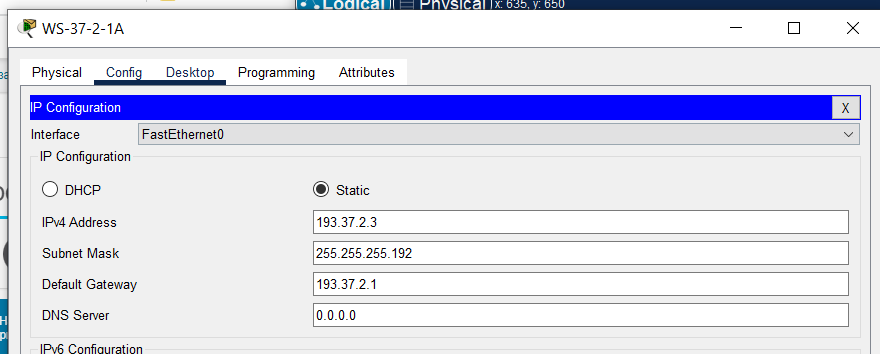 Logical Physical x: 635, y: 650
WS-37-2-1A
Physical Config Desktop Programming Attributes
IP Configuration X
Interface FastEthernet0
IP Configuration
DHCP Static
IPv4 Address 193.37.2.3
Subnet Mask 255.255.255.192
Default Gateway 193.37.2.1
DNS Server 0.0.0.0
IPv6 Configuration